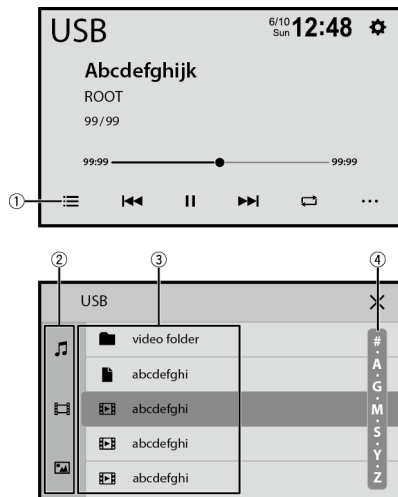 USB
6/10
Sun 12:48
Abcdefghijk
ROOT
99/99
99:99 99:99
①
② ③ ④
USB
video folder
abcdefghi
abcdefghi
abcdefghi
abcdefghi
#
·
A
·
G
·
M
·
S
·
Y
·
Z